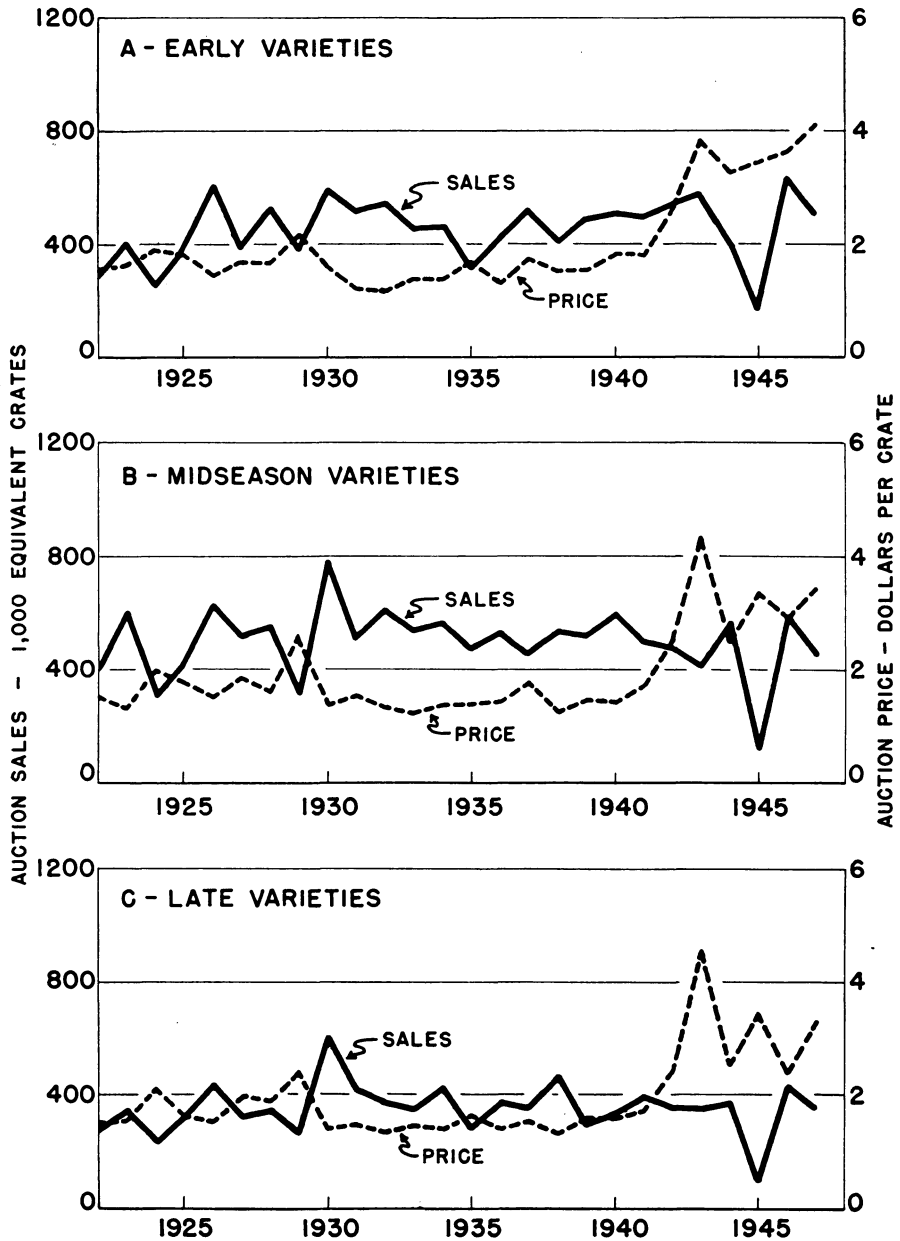 AUCTION SALES – 1,000 EQUIVALENT CRATES
AUCTION PRICE – DOLLARS PER CRATE
A – EARLY VARIETIES
1200
800
400
0
6
4
2
0
SALES
PRICE
1925 1930 1935 1940 1945
B – MIDSEASON VARIETIES
1200
800
400
0
6
4
2
0
SALES
PRICE
1925 1930 1935 1940 1945
C – LATE VARIETIES
1200
800
400
0
6
4
2
0
SALES
PRICE
1925 1930 1935 1940 1945